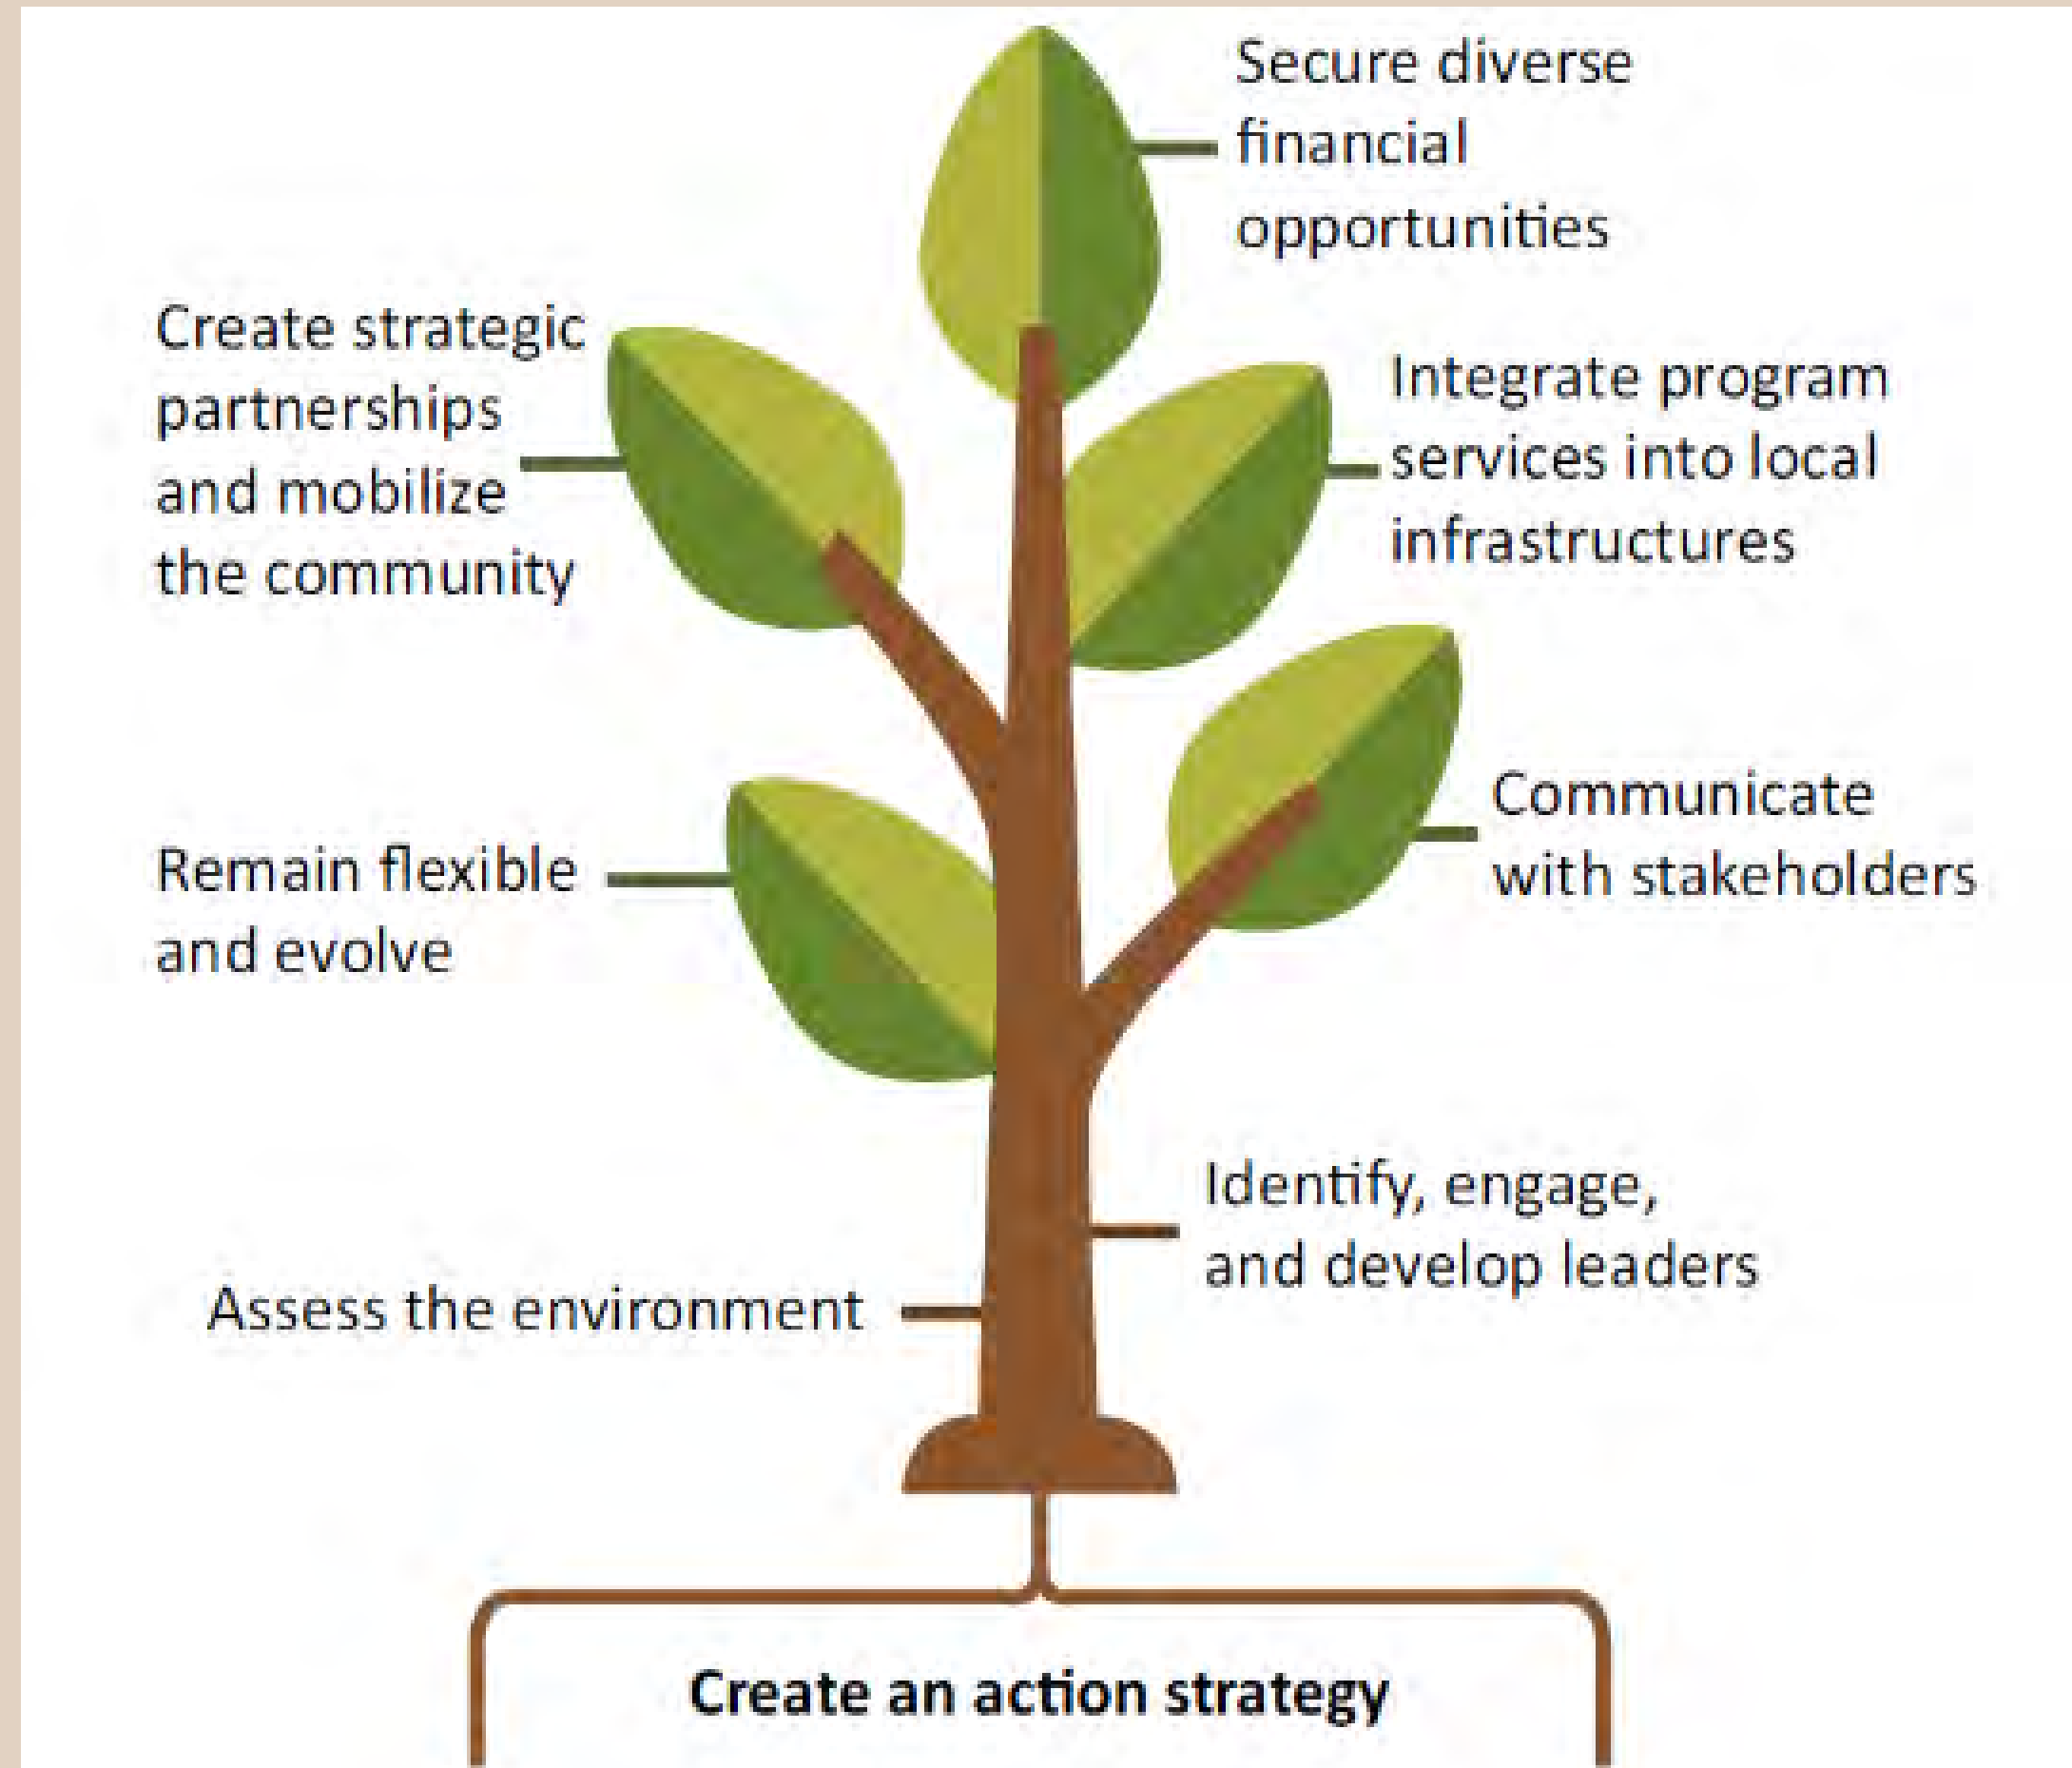 Secure diverse
financial
opportunities
Create strategic
partnerships
and mobilize
the community
Integrate program
services into local
infrastructures
Communicate
with stakeholders
Remain flexible
and evolve
Identify, engage,
and develop leaders
Assess the environment
Create an action strategy